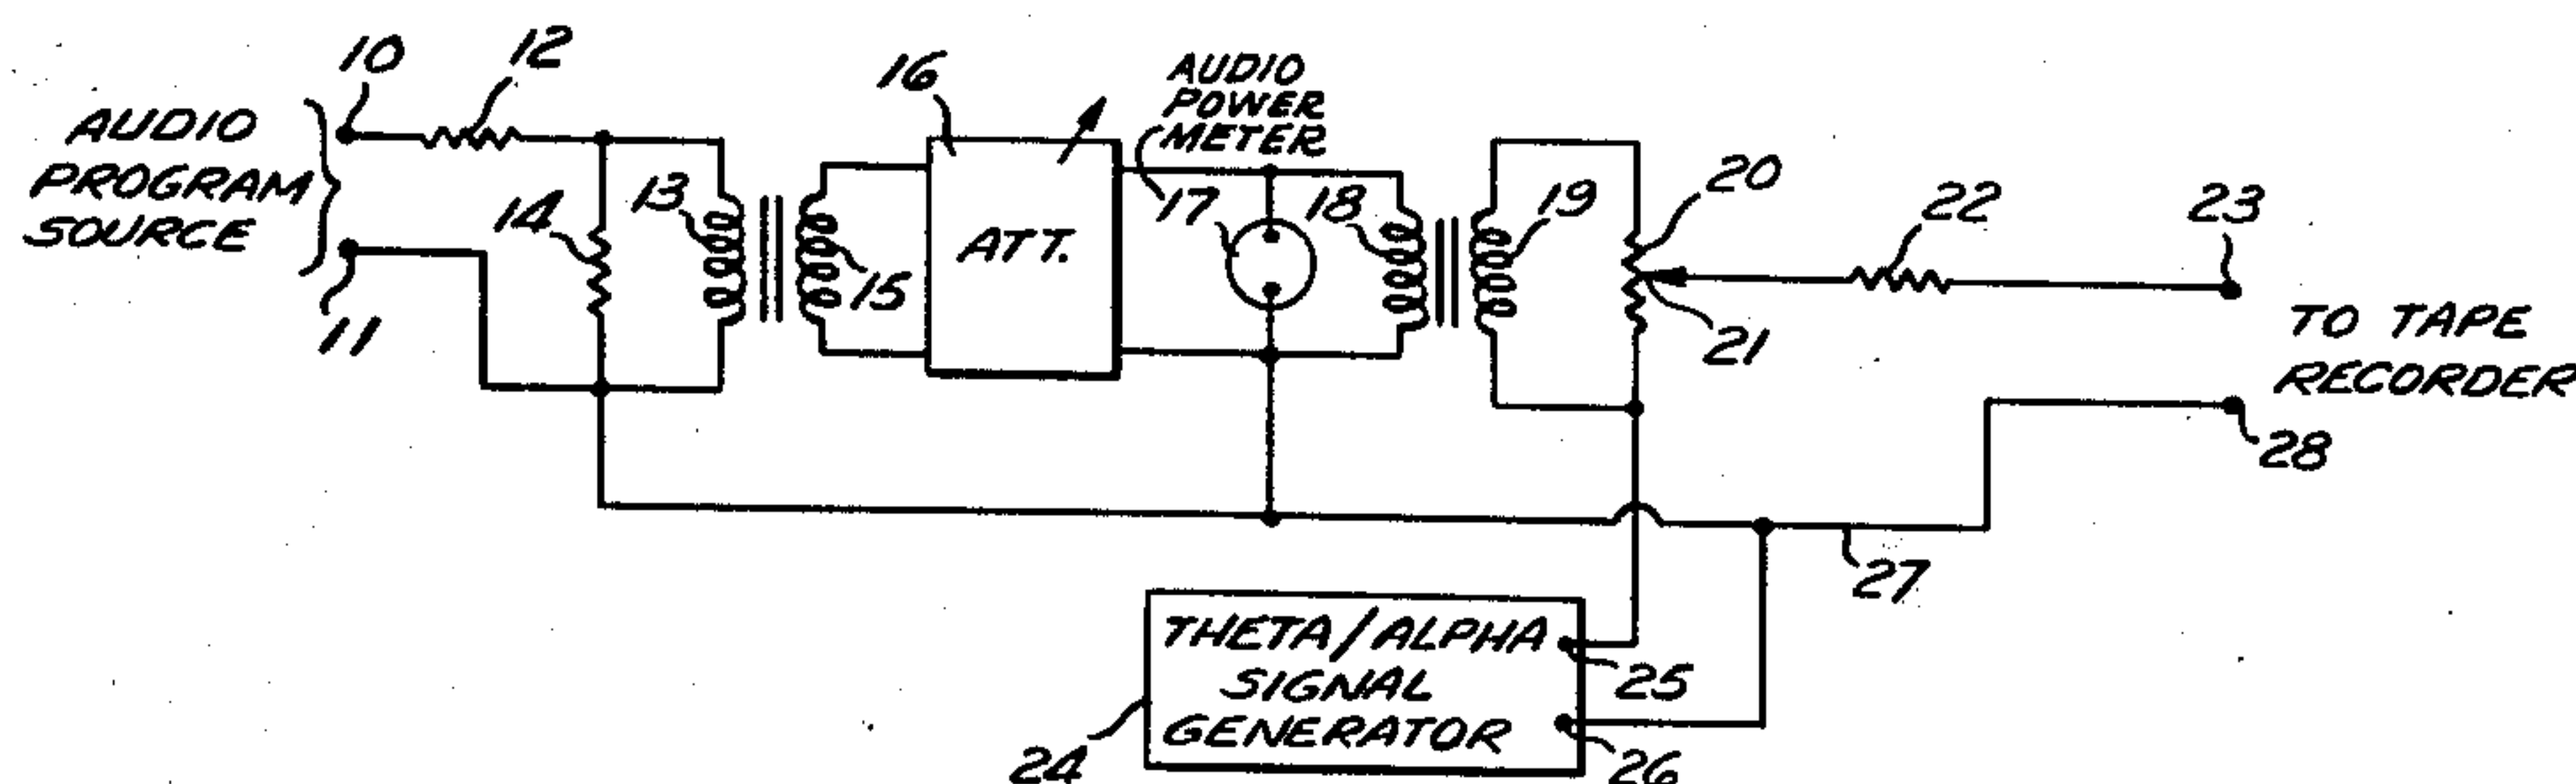 10
12
AUDIO
PROGRAM
SOURCE
11
14
13
15
16
ATT.
AUDIO
POWER
METER
17
18
19
20
21
22
23
TO TAPE
RECORDER
28
27
THETA/ALPHA
SIGNAL
GENERATOR
25
26
24